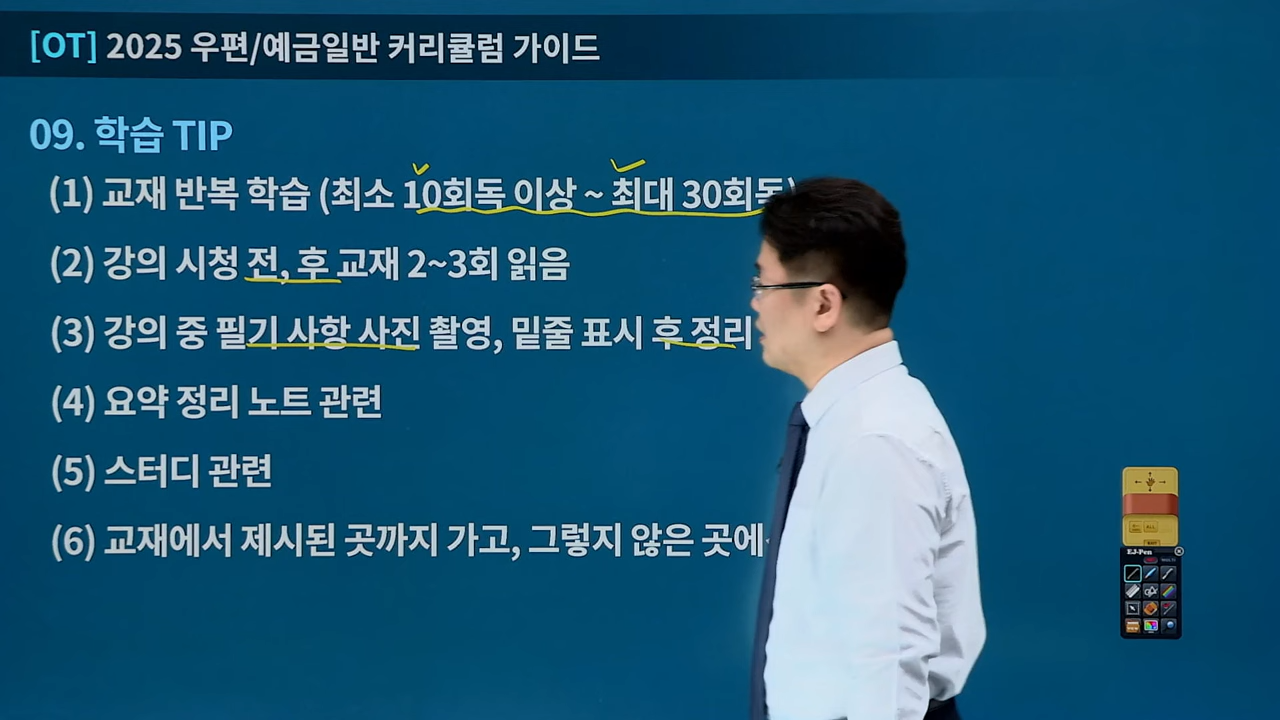 [OT] 2025 우편/예금일반 커리큘럼 가이드
09. 학습 TIP
(1) 교재 반복 학습 (최소 10회독 이상 ~ 최대 30회독)
(2) 강의 시청 전, 후 교재 2~3회 읽음
(3) 강의 중 필기 사항 사진 촬영, 밑줄 표시 후 정리
(4) 요약 정리 노트 관련
(5) 스터디 관련
(6) 교재에서 제시된 곳까지 가고, 그렇지 않은 곳에
ALL
EJ-Pen